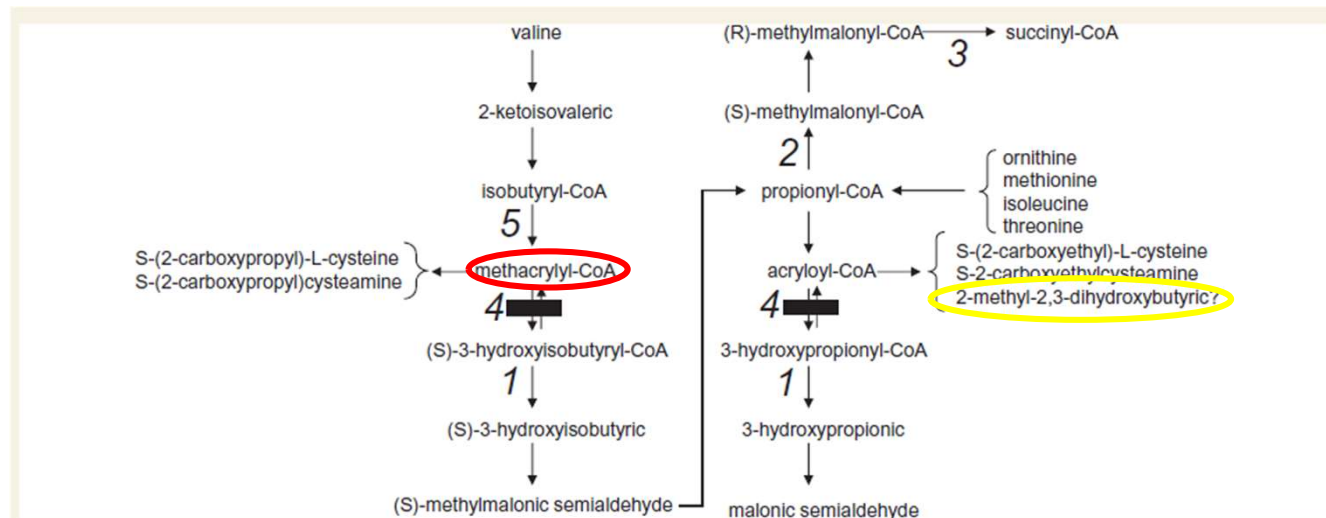 valine
2-ketoisovaleric
isobutyryl-CoA
5
S-(2-carboxypropyl)-L-cysteine
S-(2-carboxypropyl)cysteamine
methacrylyl-CoA
4
(S)-3-hydroxyisobutyryl-CoA
1
(S)-3-hydroxyisobutyric
(S)-methylmalonic semialdehyde
(R)-methylmalonyl-CoA
3
succinyl-CoA
(S)-methylmalonyl-CoA
2
propionyl-CoA
ornithine
methionine
isoleucine
threonine
acryloyl-CoA
S-(2-carboxyethyl)-L-cysteine
S-2-carboxyethylcysteamine
2-methyl-2,3-dihydroxybutyric?
4
3-hydroxypropionyl-CoA
1
3-hydroxypropionic
malonic semialdehyde